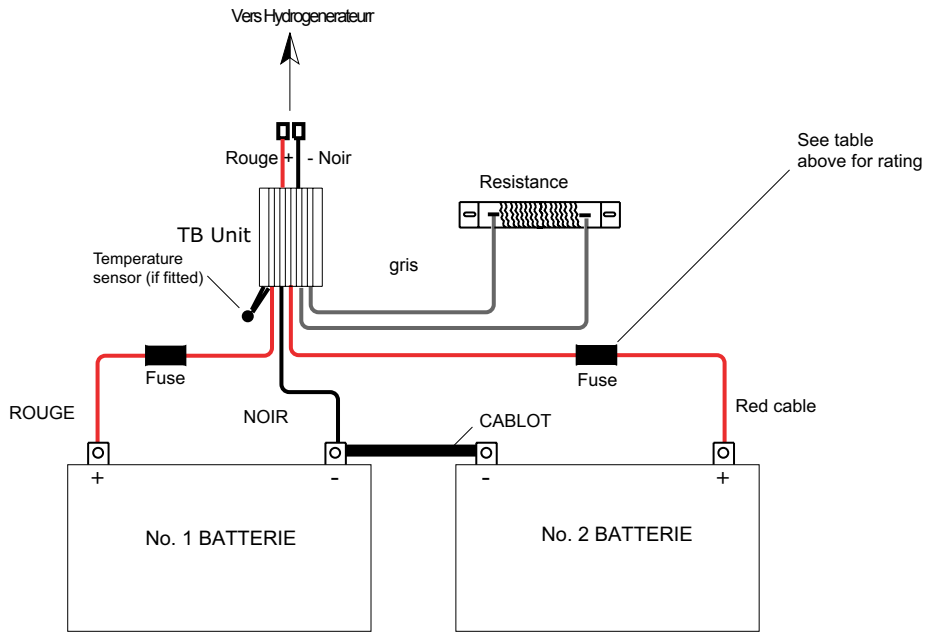 Vers Hydrogenerateurr
Rouge + - Noir
See table
above for rating
Resistance
TB Unit
Temperature
sensor (if fitted)
gris
Fuse
Fuse
ROUGE
NOIR
CABLOT
Red cable
+
-
-
+
No. 1 BATTERIE
No. 2 BATTERIE